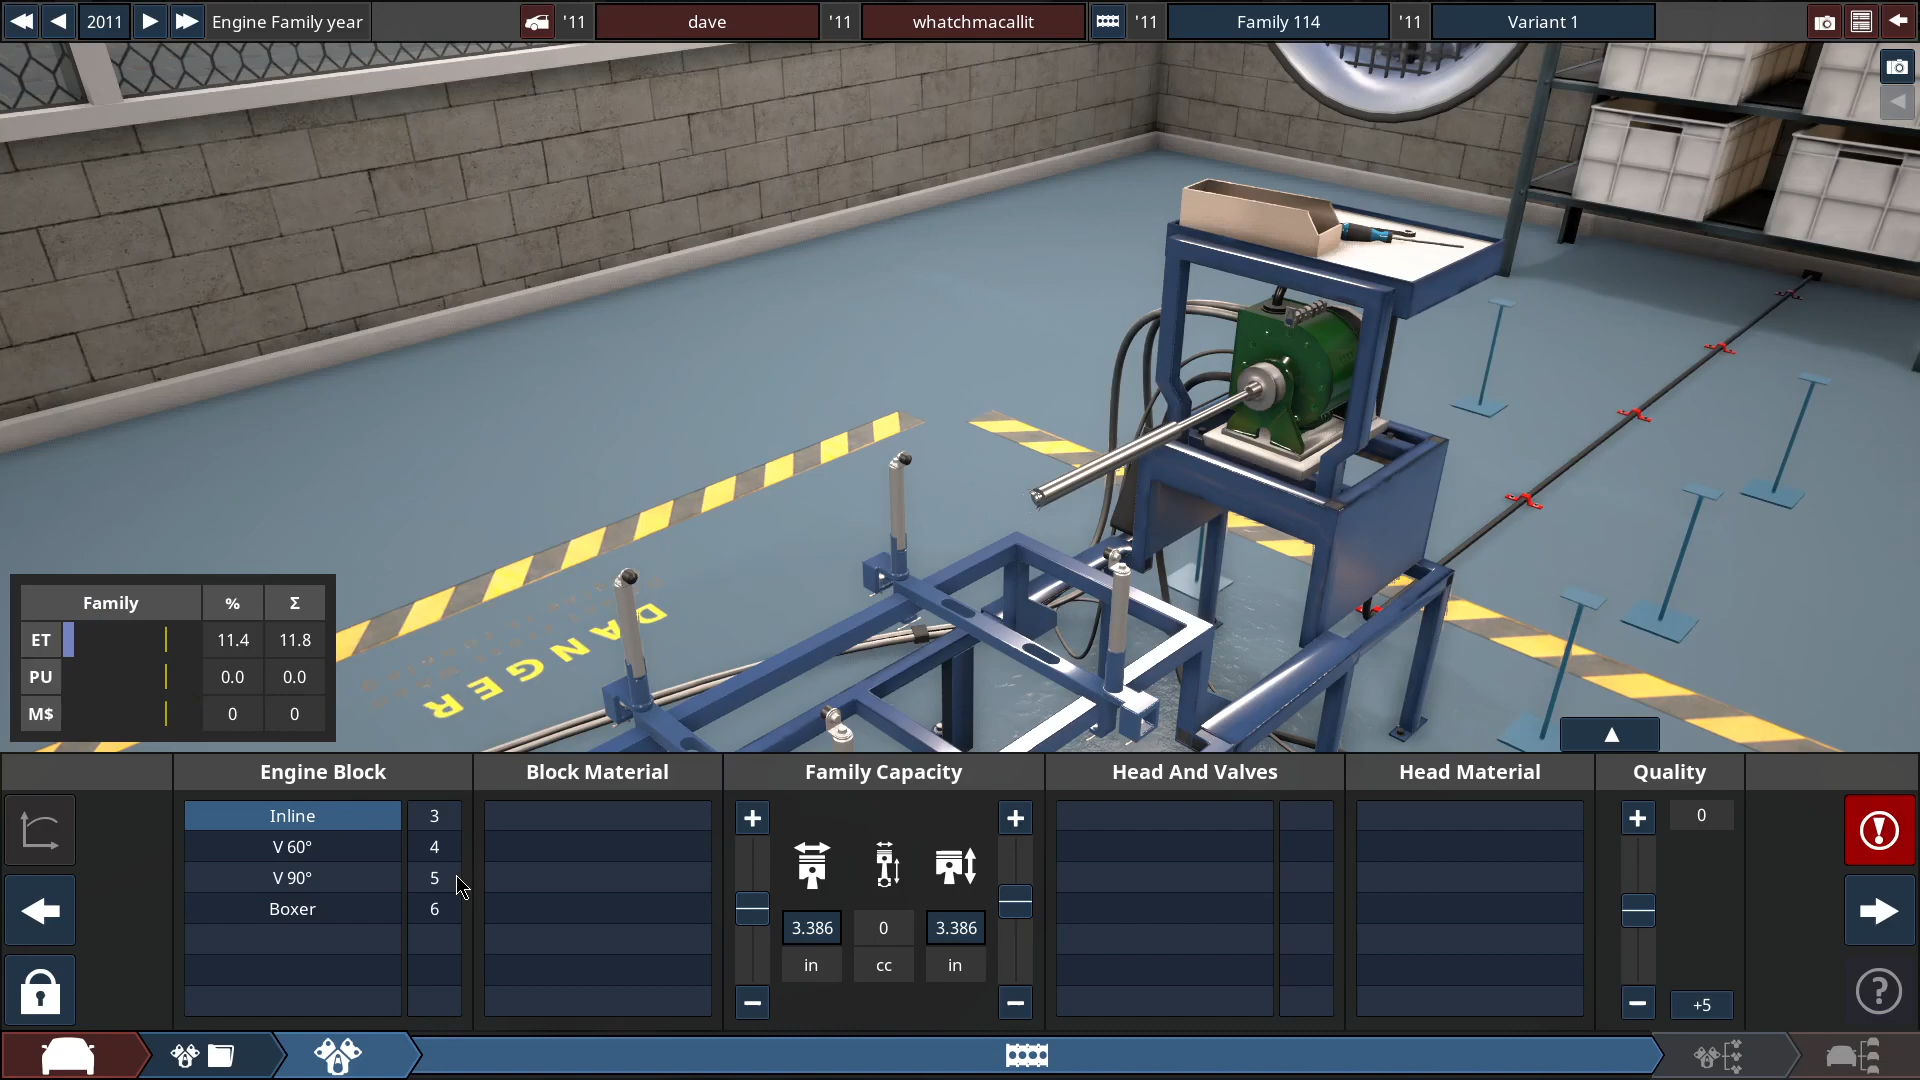 2011 Engine Family year '11 dave '11 whatchmacallit '11 Family 114 '11 Variant 1
DANGER
Family % Σ
ET 11.4 11.8
PU 0.0 0.0
M$ 0 0
▲
Engine Block Block Material Family Capacity Head And Valves Head Material Quality
Inline 3
V 60° 4
V 90° 5
Boxer 6
+ + + 0
3.386 0 3.386
in cc in
− − − +5
?